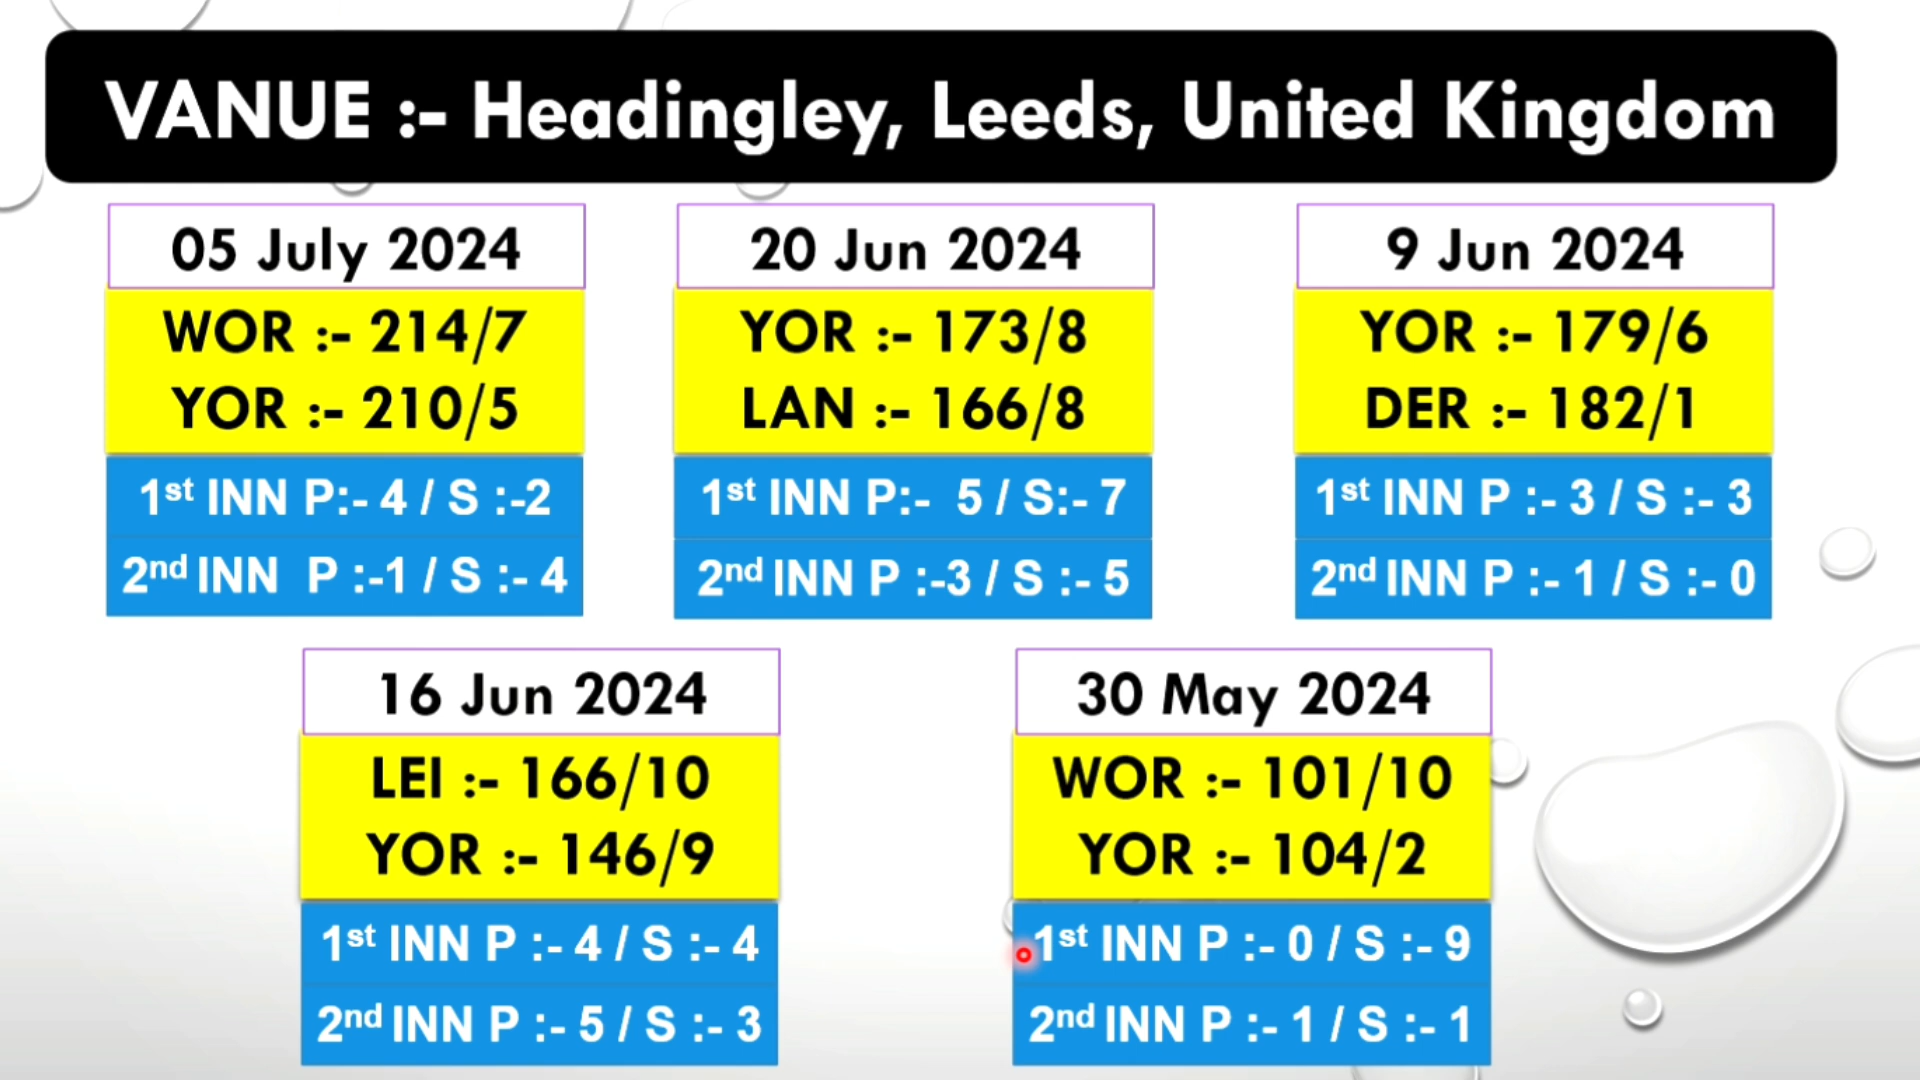 VANUE :- Headingley, Leeds, United Kingdom
05 July 2024
WOR :- 214/7
YOR :- 210/5
1st INN P:- 4 / S :-2
2nd INN P :-1 / S :- 4
20 Jun 2024
YOR :- 173/8
LAN :- 166/8
1st INN P:- 5 / S:- 7
2nd INN P :-3 / S :- 5
9 Jun 2024
YOR :- 179/6
DER :- 182/1
1st INN P :- 3 / S :- 3
2nd INN P :- 1 / S :- 0
16 Jun 2024
LEI :- 166/10
YOR :- 146/9
1st INN P :- 4 / S :- 4
2nd INN P :- 5 / S :- 3
30 May 2024
WOR :- 101/10
YOR :- 104/2
1st INN P :- 0 / S :- 9
2nd INN P :- 1 / S :- 1